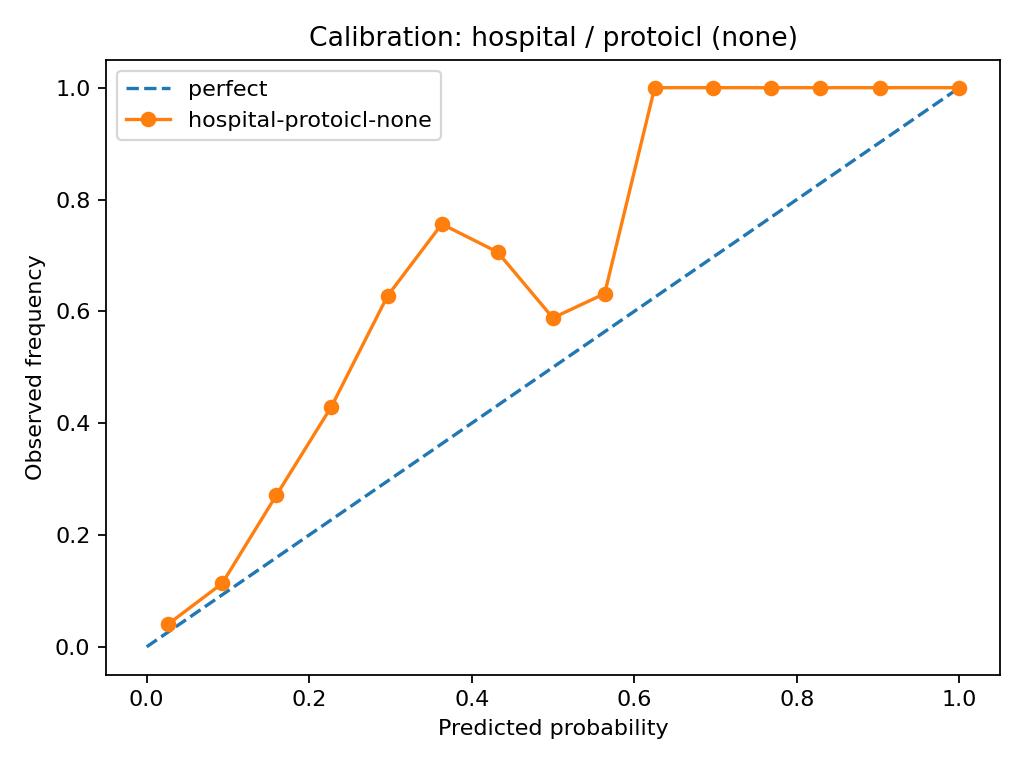 Calibration: hospital / protoicl (none)
perfect
hospital-protoicl-none
1.0
0.8
0.6
0.4
0.2
0.0
Observed frequency
0.0 0.2 0.4 0.6 0.8 1.0
Predicted probability